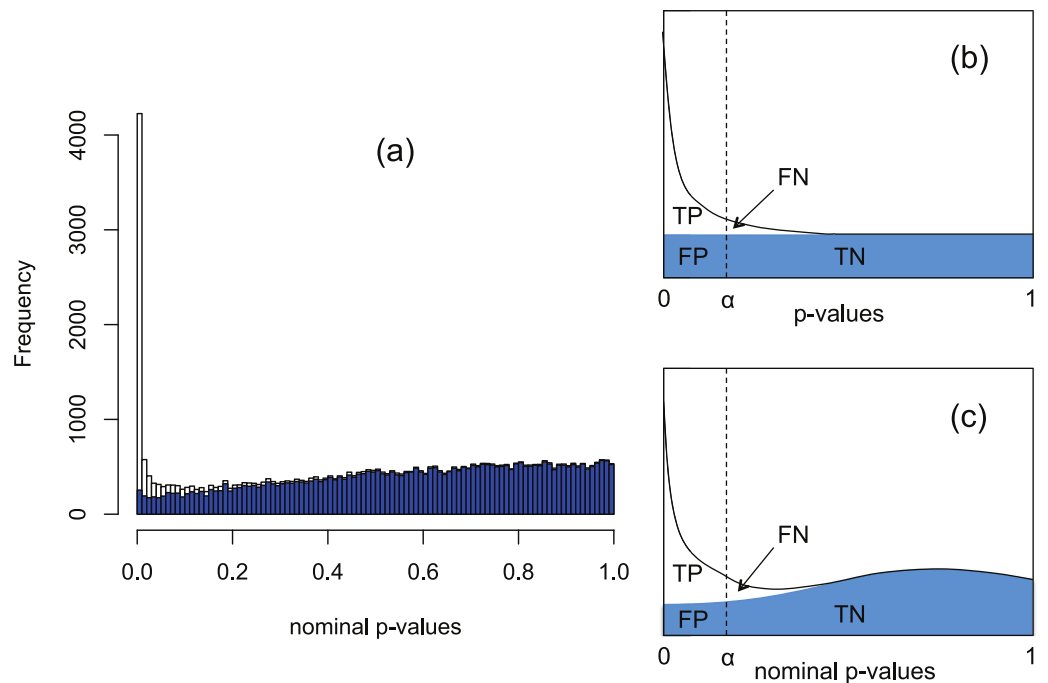 (a)
Frequency
4000
3000
2000
1000
0
0.0 0.2 0.4 0.6 0.8 1.0
nominal p-values
(b)
FN
TP
FP TN
0 α 1
p-values
(c)
FN
TP
FP TN
0 α 1
nominal p-values